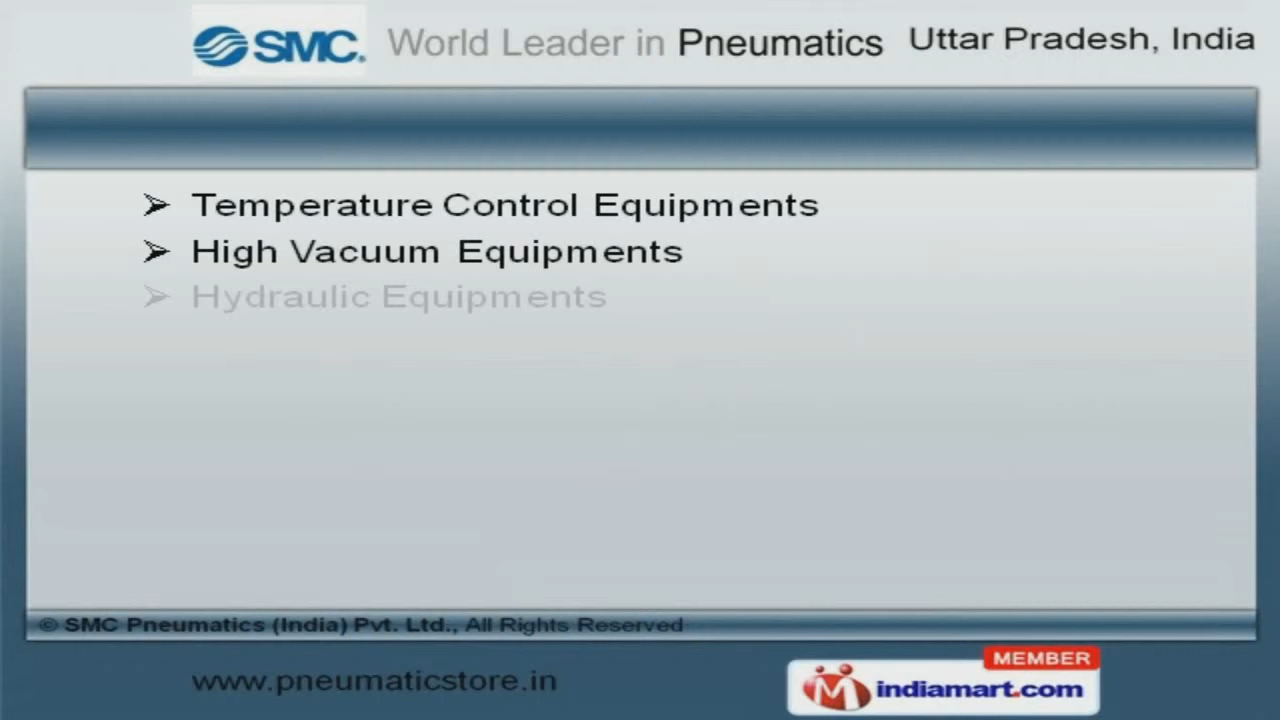 SMC. World Leader in Pneumatics Uttar Pradesh, India
Temperature Control Equipments
High Vacuum Equipments
Hydraulic Equipments
© SMC Pneumatics (India) Pvt. Ltd., All Rights Reserved
MEMBER
www.pneumaticstore.in
indiamart.com